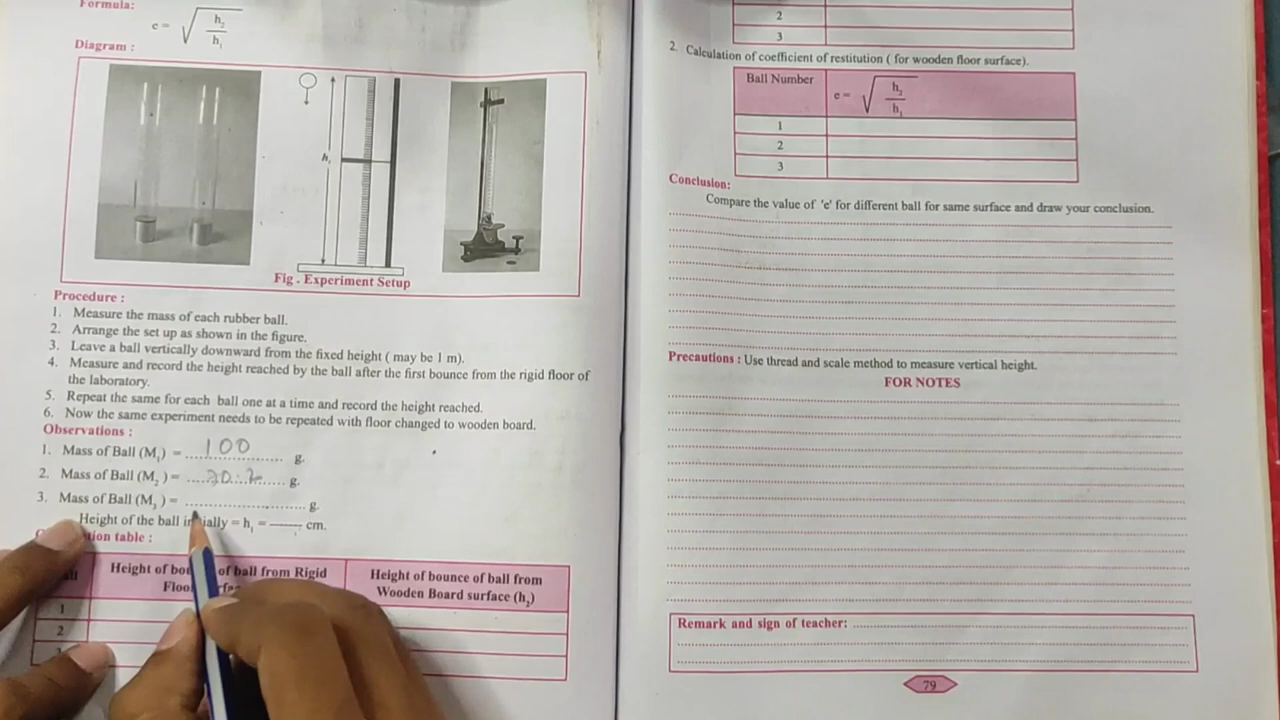 Formula:
e = √ h₂ / h₁
Diagram :
h₁
Fig . Experiment Setup
Procedure :
1. Measure the mass of each rubber ball.
2. Arrange the set up as shown in the figure.
3. Leave a ball vertically downward from the fixed height ( may be 1 m).
4. Measure and record the height reached by the ball after the first bounce from the rigid floor of
the laboratory.
5. Repeat the same for each ball one at a time and record the height reached.
6. Now the same experiment needs to be repeated with floor changed to wooden board.
Observations :
1. Mass of Ball (M₁) = 100 g.
2. Mass of Ball (M₂) = g.
3. Mass of Ball (M₃) = g.
Height of the ball initially = h₁ = cm.
table :
Height of of ball from Rigid
Height of bounce of ball from
Wooden Board surface (h₂)
1
2
2
3
2. Calculation of coefficient of restitution ( for wooden floor surface).
Ball Number
e = √ h₂ / h₁
1
2
3
Conclusion:
Compare the value of 'e' for different ball for same surface and draw your conclusion.
Precautions : Use thread and scale method to measure vertical height.
FOR NOTES
Remark and sign of teacher:
79